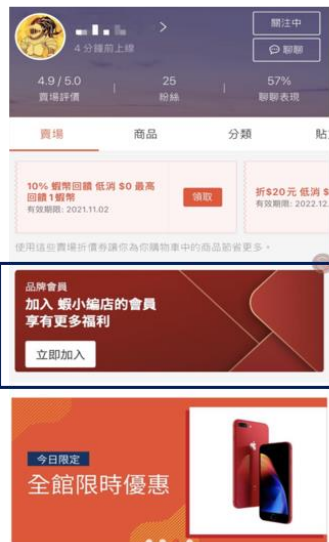 關注中
4 分鐘前上線
聊聊
4.9 / 5.0
25
57%
賣場評價
粉絲
聊聊表現
賣場
商品
分類
10% 蝦幣回饋 低消 $0 最高
回饋 1 蝦幣
有效期限: 2021.11.02
領取
折$20元 低消 $
有效期限: 2022.12.
使用這些賣場折價券讓你為你購物車中的商品節省更多。
品牌會員
加入 蝦小編店的會員
享有更多福利
立即加入
今日限定
全館限時優惠